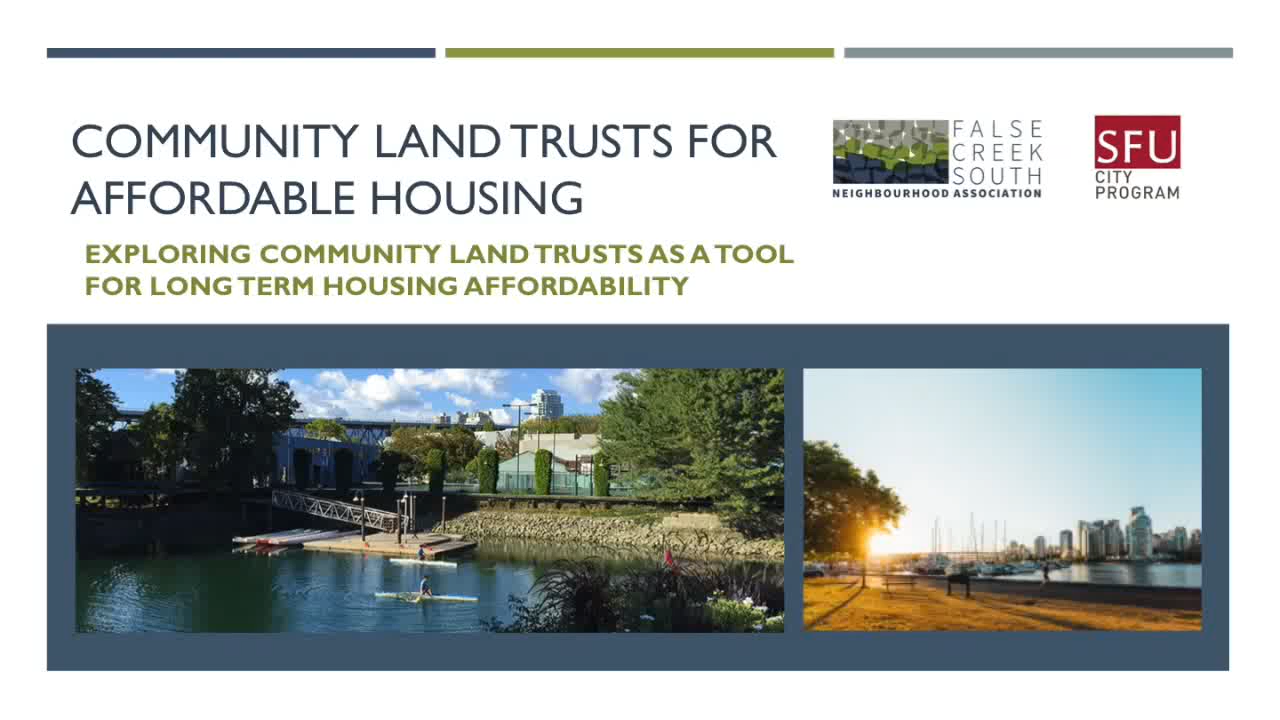 COMMUNITY LAND TRUSTS FOR
AFFORDABLE HOUSING
EXPLORING COMMUNITY LAND TRUSTS AS A TOOL
FOR LONG TERM HOUSING AFFORDABILITY
FALSE
CREEK
SOUTH
NEIGHBOURHOOD ASSOCIATION
SFU
CITY
PROGRAM